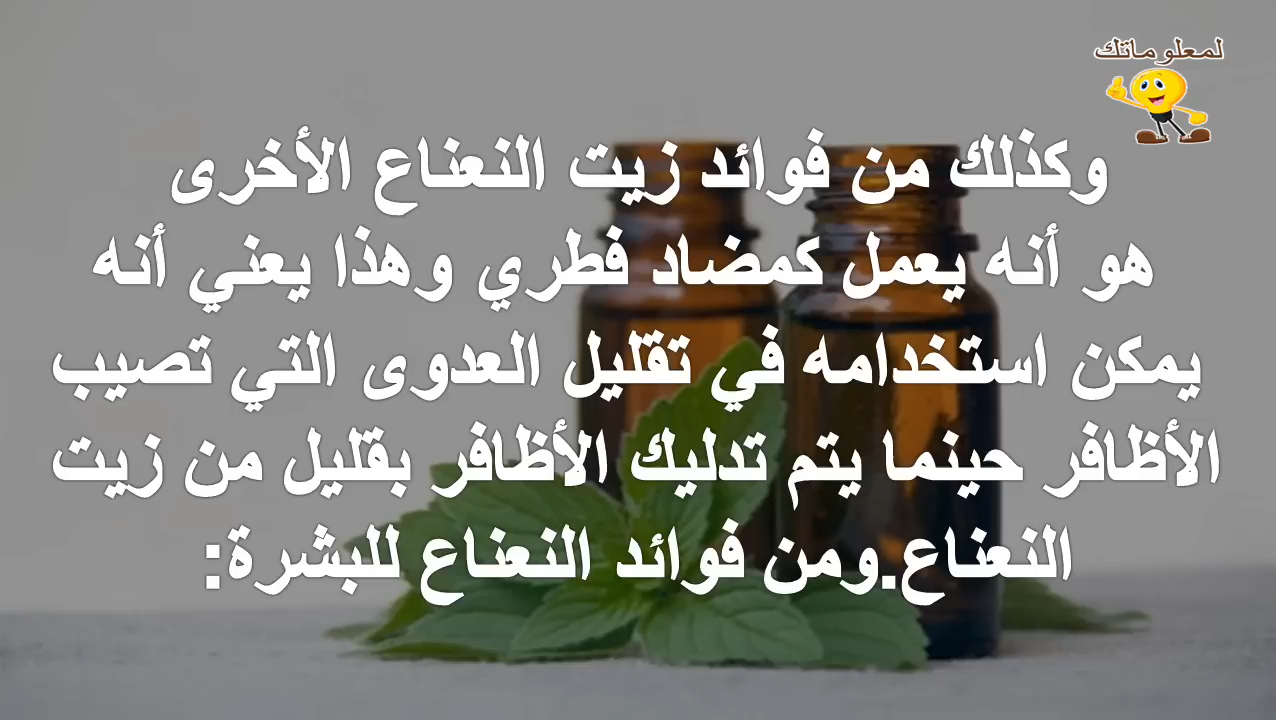 لمعلوماتك
وكذلك من فوائد زيت النعناع الأخرى
هو أنه يعمل كمضاد فطري وهذا يعني أنه
يمكن استخدامه في تقليل العدوى التي تصيب
الأظافر حينما يتم تدليك الأظافر بقليل من زيت
النعناع.ومن فوائد النعناع للبشرة: